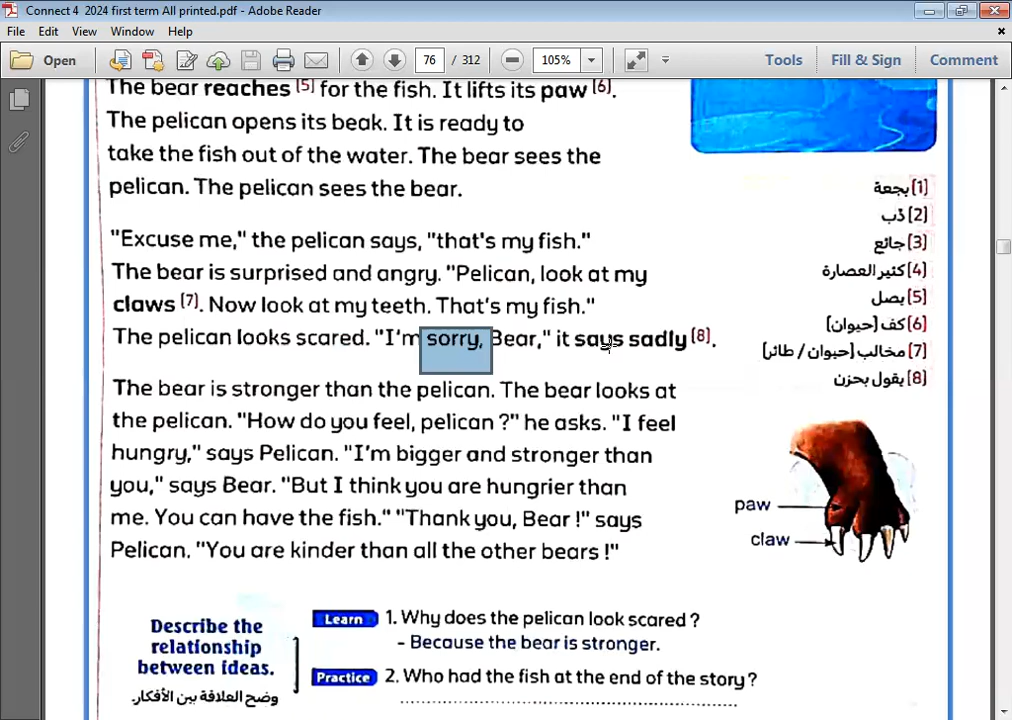 Connect 4 2024 first term All printed.pdf - Adobe Reader
File Edit View Window Help
Open 76 / 312 105% Tools Fill & Sign Comment
The bear reaches [5] for the fish. It lifts its paw [6].
The pelican opens its beak. It is ready to
take the fish out of the water. The bear sees the
pelican. The pelican sees the bear.
"Excuse me," the pelican says, "that's my fish."
The bear is surprised and angry. "Pelican, look at my
claws [7]. Now look at my teeth. That's my fish."
The pelican looks scared. "I'm sorry, Bear," it says sadly [8].
The bear is stronger than the pelican. The bear looks at
the pelican. "How do you feel, pelican ?" he asks. "I feel
hungry," says Pelican. "I'm bigger and stronger than
you," says Bear. "But I think you are hungrier than
me. You can have the fish." "Thank you, Bear !" says
Pelican. "You are kinder than all the other bears !"
[1] بجعة
[2] دُب
[3] جائع
[4] كثير العصارة
[5] يصل
[6] كف (حيوان)
[7] مخالب (حيوان / طائر)
[8] يقول بحزن
paw
claw
Describe the
relationship
between ideas.
وضح العلاقة بين الأفكار.
Learn 1. Why does the pelican look scared ?
- Because the bear is stronger.
Practice 2. Who had the fish at the end of the story ?